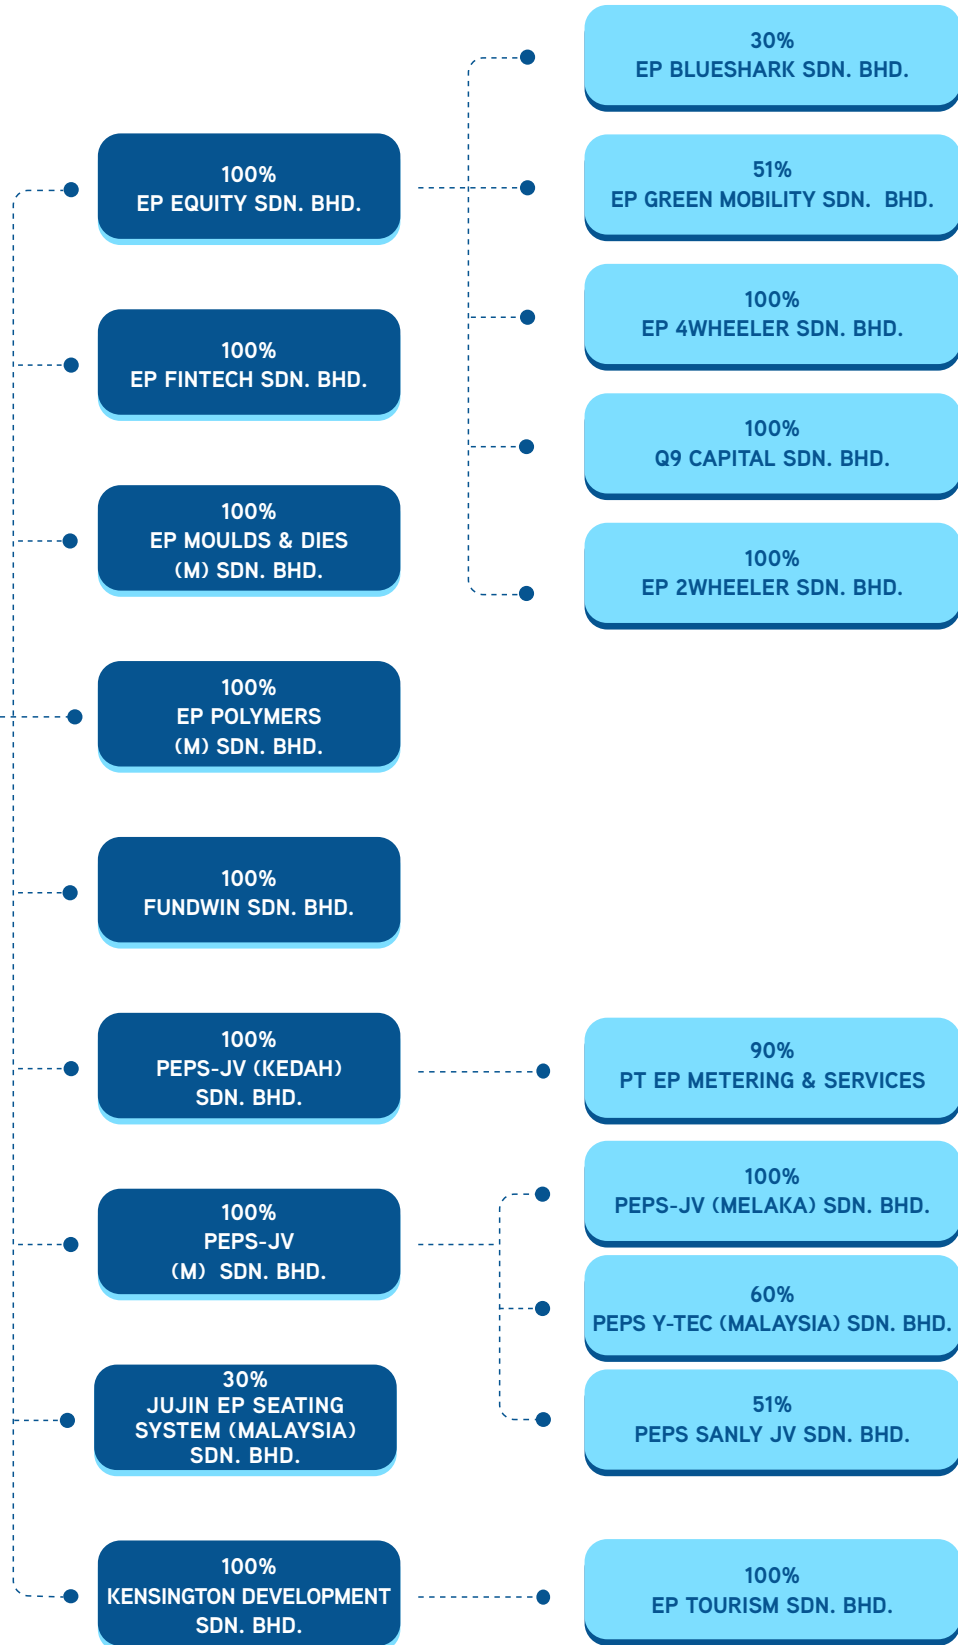 100%
EP EQUITY SDN. BHD.
30%
EP BLUESHARK SDN. BHD.
51%
EP GREEN MOBILITY SDN. BHD.
100%
EP 4WHEELER SDN. BHD.
100%
Q9 CAPITAL SDN. BHD.
100%
EP 2WHEELER SDN. BHD.
100%
EP FINTECH SDN. BHD.
100%
EP MOULDS & DIES
(M) SDN. BHD.
100%
EP POLYMERS
(M) SDN. BHD.
100%
FUNDWIN SDN. BHD.
100%
PEPS-JV (KEDAH)
SDN. BHD.
90%
PT EP METERING & SERVICES
100%
PEPS-JV
(M) SDN. BHD.
100%
PEPS-JV (MELAKA) SDN. BHD.
60%
PEPS Y-TEC (MALAYSIA) SDN. BHD.
51%
PEPS SANLY JV SDN. BHD.
30%
JUJIN EP SEATING
SYSTEM (MALAYSIA)
SDN. BHD.
100%
KENSINGTON DEVELOPMENT
SDN. BHD.
100%
EP TOURISM SDN. BHD.